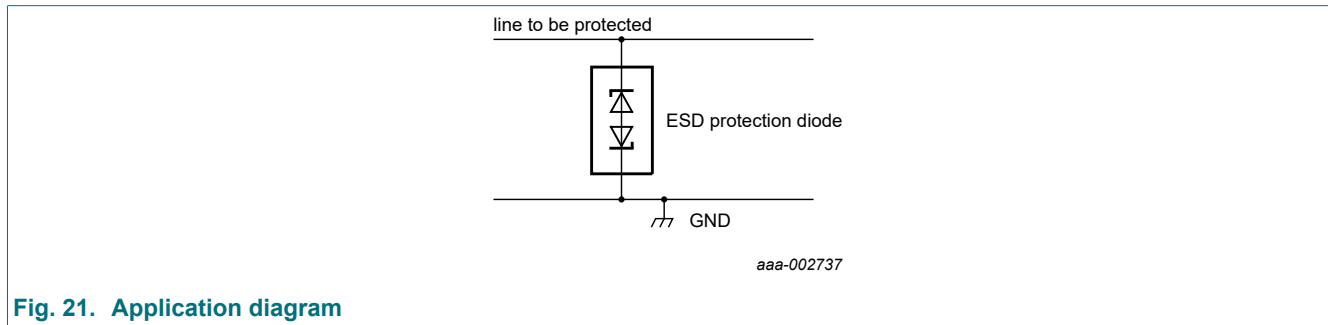 line to be protected
ESD protection diode
GND
aaa-002737
Fig. 21. Application diagram